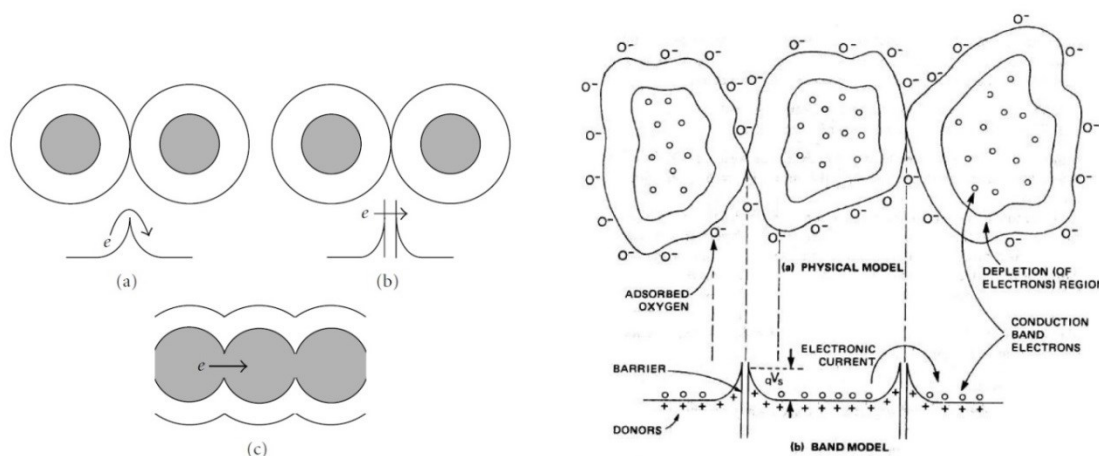 e
(a)
e
(b)
e
(c)
O⁻ O⁻ O⁻ O⁻ O⁻ O⁻ O⁻ O⁻ O⁻
O⁻ O⁻ O⁻ O⁻ O⁻ O⁻
O⁻ O⁻ O⁻ O⁻ O⁻
O⁻ O⁻ O⁻ O⁻ O⁻ O⁻
(a) PHYSICAL MODEL
ADSORBED
OXYGEN
DEPLETION (OF
ELECTRONS) REGION
CONDUCTION
BAND
ELECTRONS
ELECTRONIC
CURRENT
BARRIER
qVs
+ + + + + + + + + + + + + + + + + + + + +
DONORS
(b) BAND MODEL